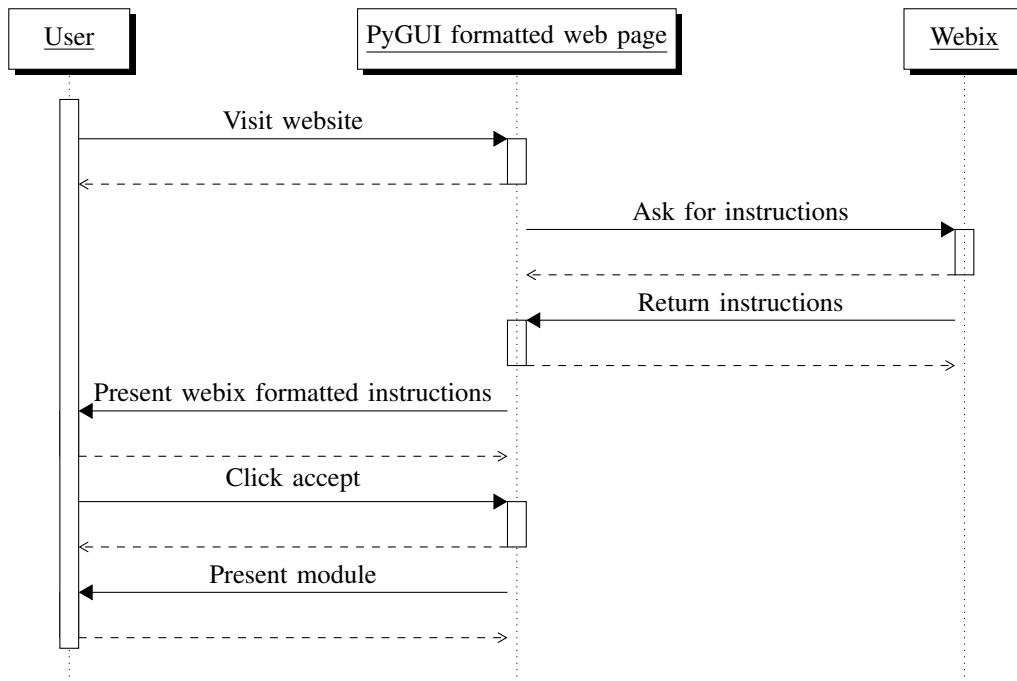 User
PyGUI formatted web page
Webix
Visit website
Ask for instructions
Return instructions
Present webix formatted instructions
Click accept
Present module